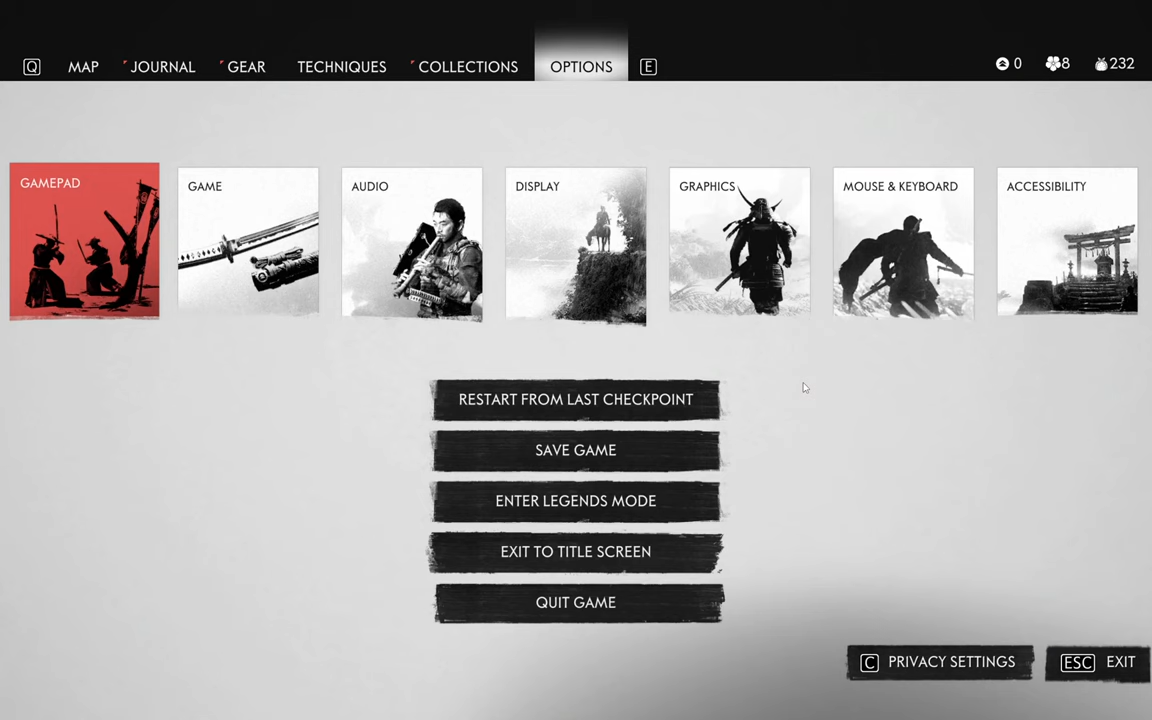 Q MAP JOURNAL GEAR TECHNIQUES COLLECTIONS OPTIONS E 0 8 232
GAMEPAD GAME AUDIO DISPLAY GRAPHICS MOUSE & KEYBOARD ACCESSIBILITY
RESTART FROM LAST CHECKPOINT
SAVE GAME
ENTER LEGENDS MODE
EXIT TO TITLE SCREEN
QUIT GAME
C PRIVACY SETTINGS ESC EXIT